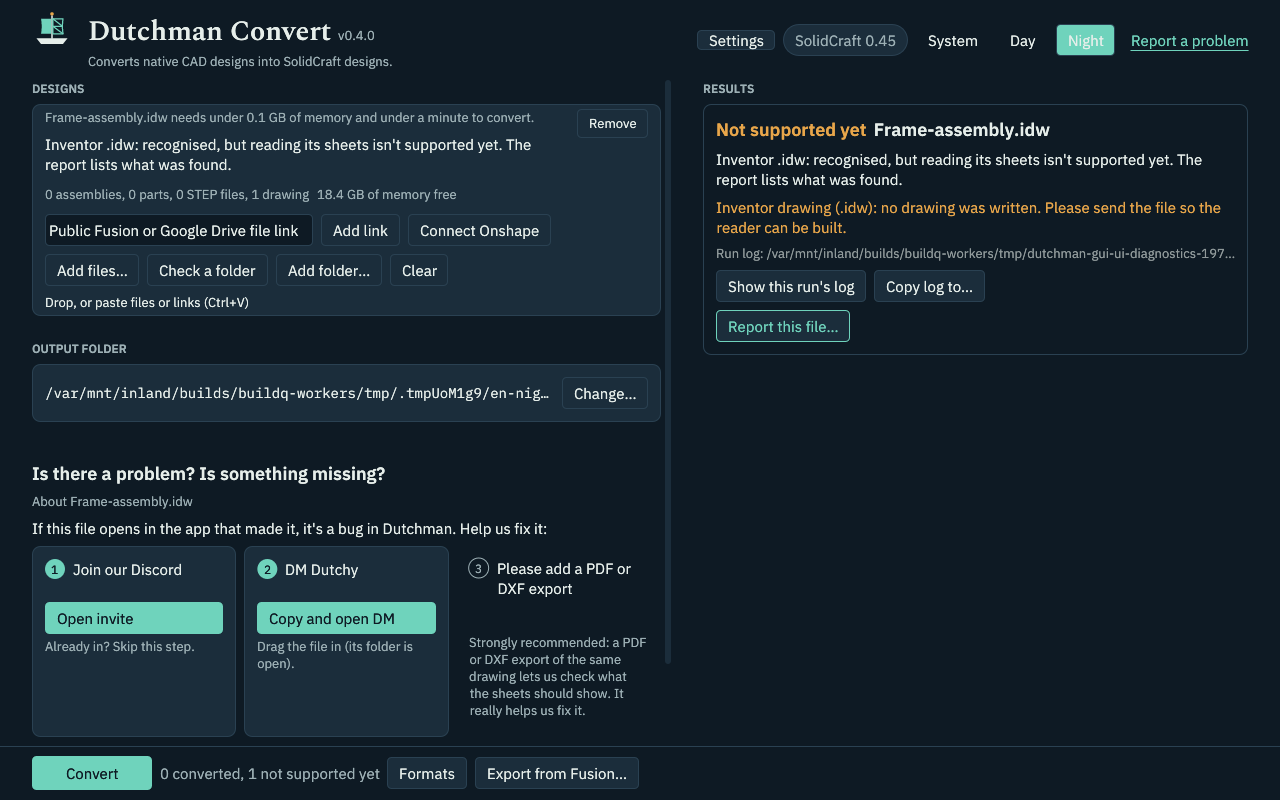 Dutchman Convert v0.4.0
Converts native CAD designs into SolidCraft designs.
Settings
SolidCraft 0.45
System
Day
Night
Report a problem
DESIGNS
Frame-assembly.idw needs under 0.1 GB of memory and under a minute to convert.
Remove
Inventor .idw: recognised, but reading its sheets isn't supported yet. The
report lists what was found.
0 assemblies, 0 parts, 0 STEP files, 1 drawing 18.4 GB of memory free
Public Fusion or Google Drive file link
Add link
Connect Onshape
Add files...
Check a folder
Add folder...
Clear
Drop, or paste files or links (Ctrl+V)
OUTPUT FOLDER
/var/mnt/inland/builds/buildq-workers/tmp/.tmpUoM1g9/en-nig…
Change...
Is there a problem? Is something missing?
About Frame-assembly.idw
If this file opens in the app that made it, it's a bug in Dutchman. Help us fix it:
1 Join our Discord
Open invite
Already in? Skip this step.
2 DM Dutchy
Copy and open DM
Drag the file in (its folder is
open).
3 Please add a PDF or
DXF export
Strongly recommended: a PDF
or DXF export of the same
drawing lets us check what
the sheets should show. It
really helps us fix it.
RESULTS
Not supported yet Frame-assembly.idw
Inventor .idw: recognised, but reading its sheets isn't supported yet. The
report lists what was found.
Inventor drawing (.idw): no drawing was written. Please send the file so the
reader can be built.
Run log: /var/mnt/inland/builds/buildq-workers/tmp/dutchman-gui-ui-diagnostics-197…
Show this run's log
Copy log to...
Report this file...
Convert
0 converted, 1 not supported yet
Formats
Export from Fusion...